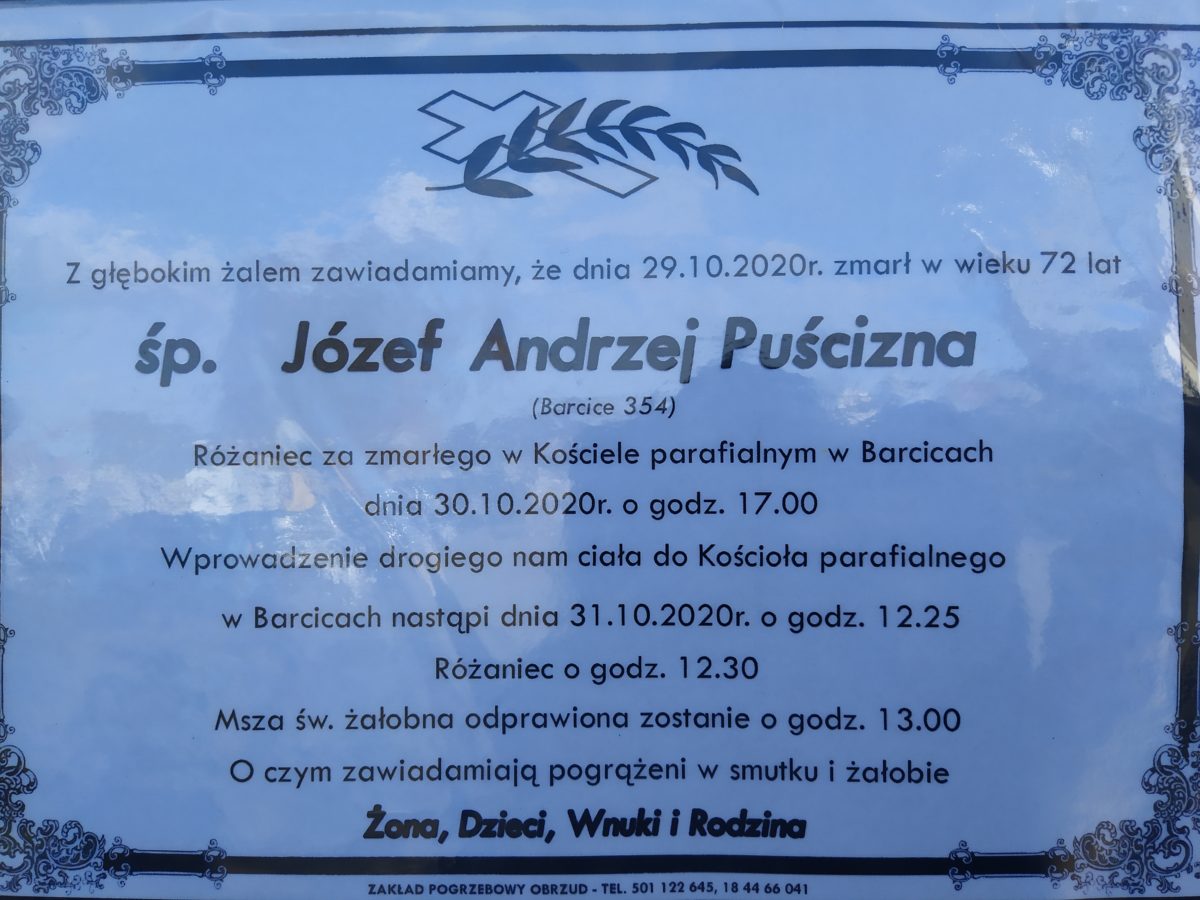 Z głębokim żalem zawiadamiamy, że dnia 29.10.2020r. zmarł w wieku 72 lat
śp. Józef Andrzej Puścizna
(Barcice 354)
Różaniec za zmarłego w Kościele parafialnym w Barcicach
dnia 30.10.2020r. o godz. 17.00
Wprowadzenie drogiego nam ciała do Kościoła parafialnego
w Barcicach nastąpi dnia 31.10.2020r. o godz. 12.25
Różaniec o godz. 12.30
Msza św. żałobna odprawiona zostanie o godz. 13.00
O czym zawiadamiają pogrążeni w smutku i żałobie
Żona, Dzieci, Wnuki i Rodzina
ZAKŁAD POGRZEBOWY OBRZUD - TEL. 501 122 645, 18 44 66 041